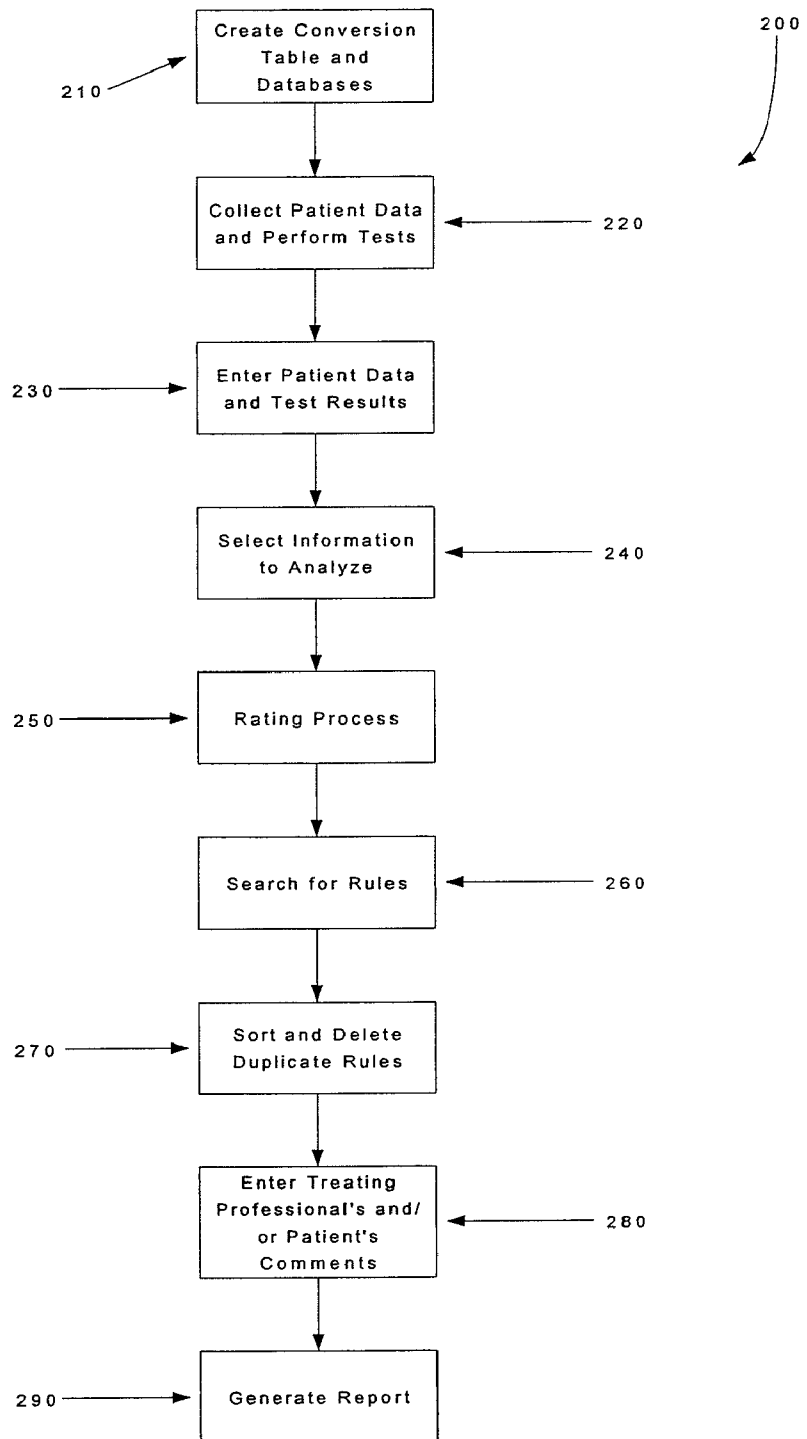 Create Conversion
Table and
Databases
200
210
Collect Patient Data
and Perform Tests
220
Enter Patient Data
and Test Results
230
Select Information
to Analyze
240
Rating Process
250
Search for Rules
260
Sort and Delete
Duplicate Rules
270
Enter Treating
Professional's and/
or Patient's
Comments
280
Generate Report
290